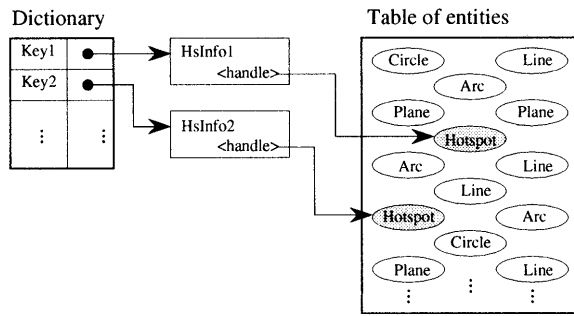 Dictionary
Key1
Key2
HsInfo1
<handle>
HsInfo2
<handle>
Table of entities
Circle
Line
Arc
Plane
Plane
Hotspot
Arc
Line
Line
Hotspot
Arc
Circle
Plane
Line